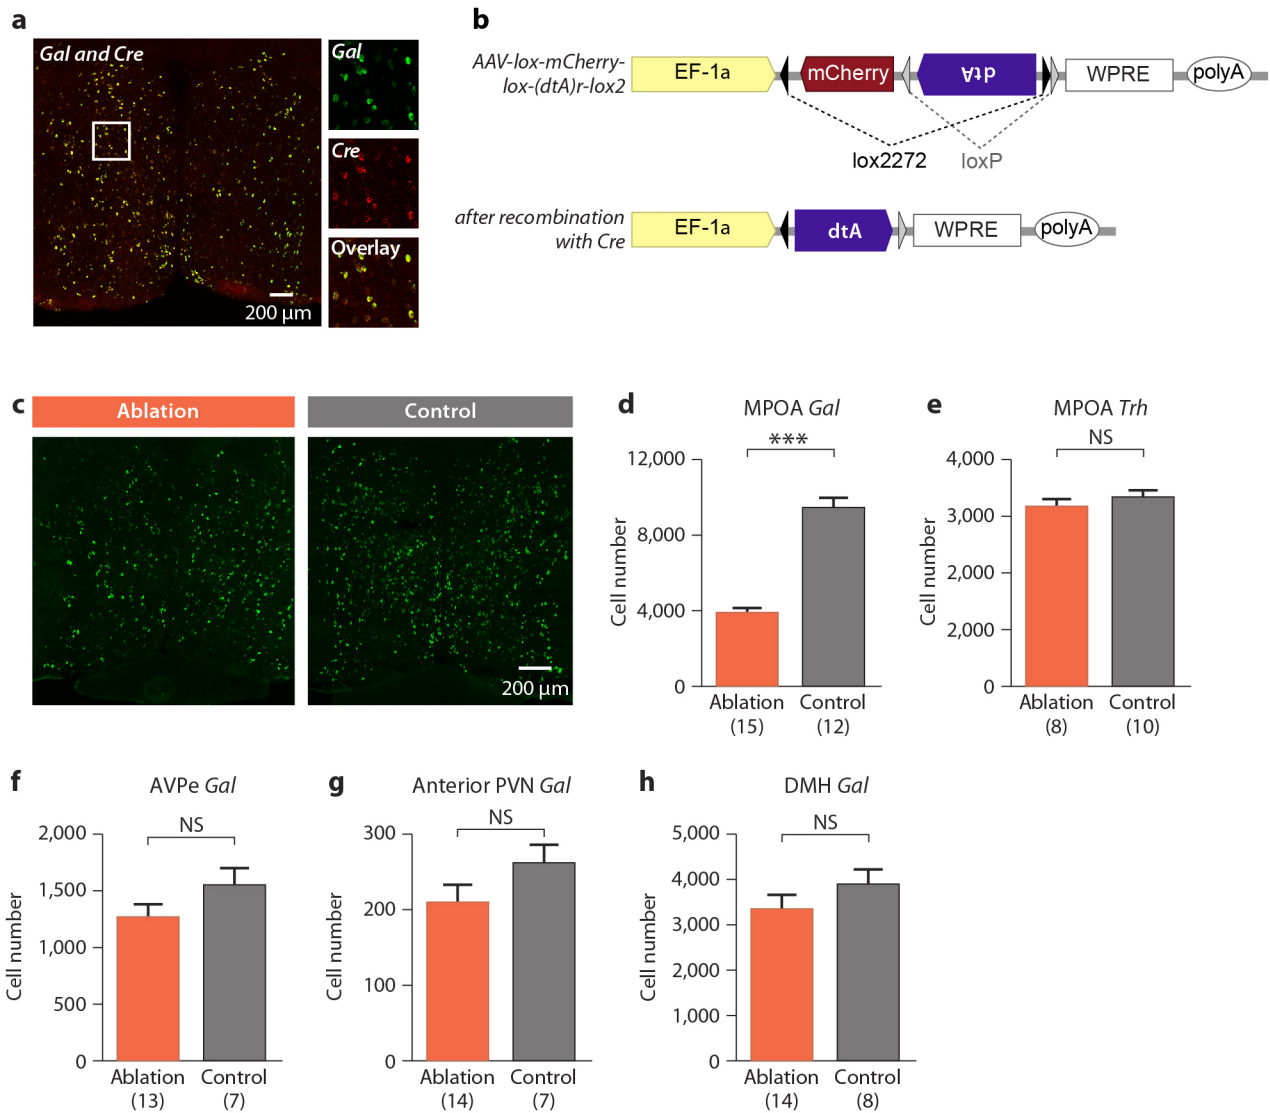 a
Gal and Cre
Gal
Cre
Overlay
200 µm
b
AAV-lox-mCherry-
lox-(dtA)r-lox2
EF-1a
mCherry
dtA
WPRE
polyA
lox2272
loxP
after recombination
with Cre
EF-1a
dtA
WPRE
polyA
c
Ablation
Control
200 µm
d
MPOA Gal
***
12,000
8,000
4,000
0
Cell number
Ablation
(15)
Control
(12)
e
MPOA Trh
NS
4,000
3,000
2,000
2,000
0
Cell number
Ablation
(8)
Control
(10)
f
AVPe Gal
NS
2,000
1,500
1,000
500
0
Cell number
Ablation
(13)
Control
(7)
g
Anterior PVN Gal
NS
300
200
100
0
Cell number
Ablation
(14)
Control
(7)
h
DMH Gal
NS
5,000
4,000
3,000
2,000
1,000
0
Cell number
Ablation
(14)
Control
(8)